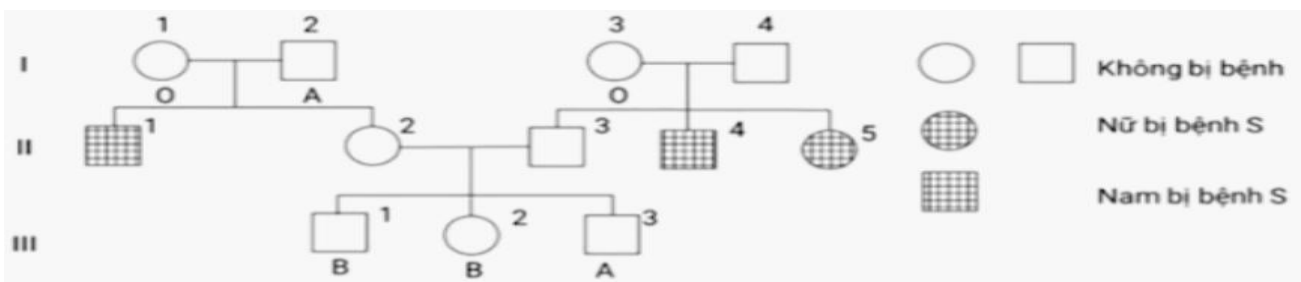 1 2 3 4
I Không bị bệnh
O A O
1 2 3 4 5 Nữ bị bệnh S
II
Nam bị bệnh S
1 2 3
III
B B A